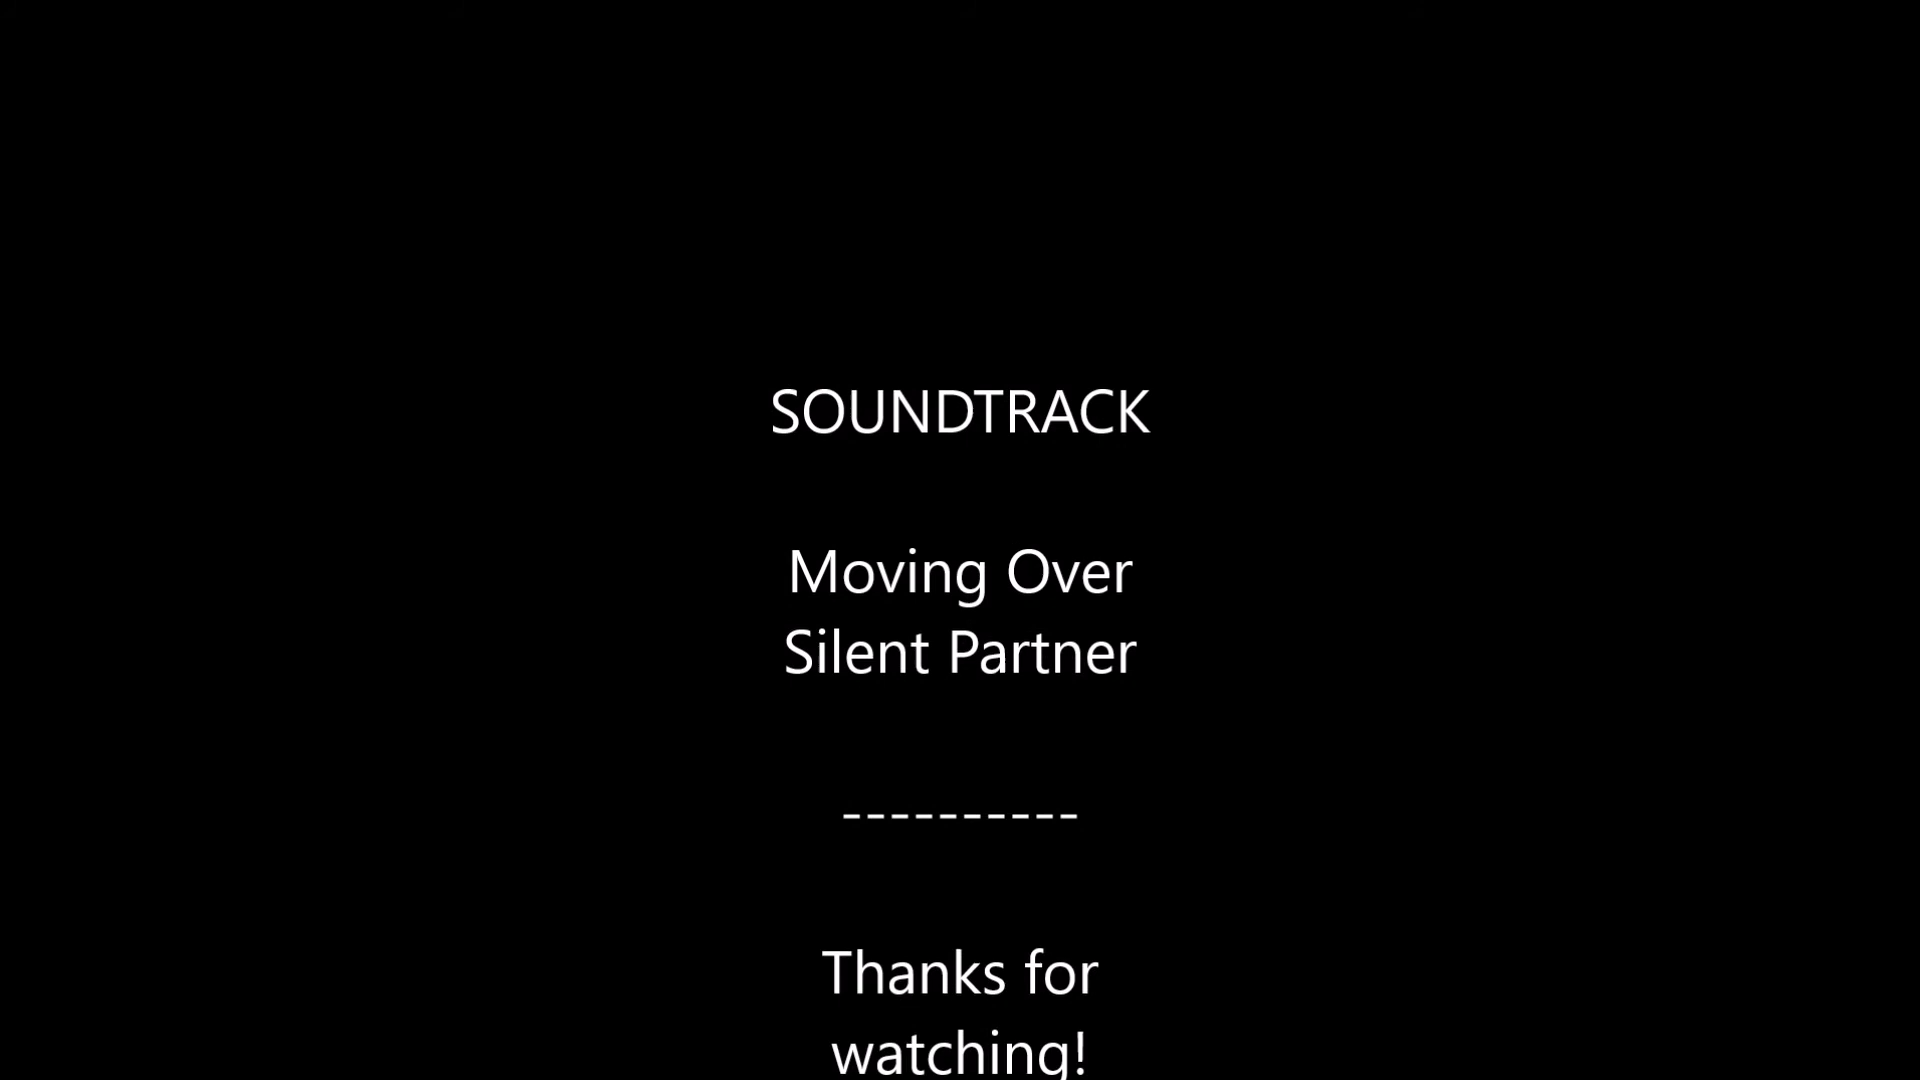 SOUNDTRACK
Moving Over
Silent Partner
----------
Thanks for
watching!